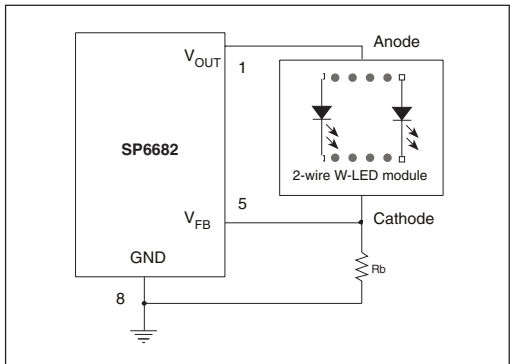 Anode
VOUT
1
SP6682
2-wire W-LED module
5
VFB
Cathode
GND
Rb
8